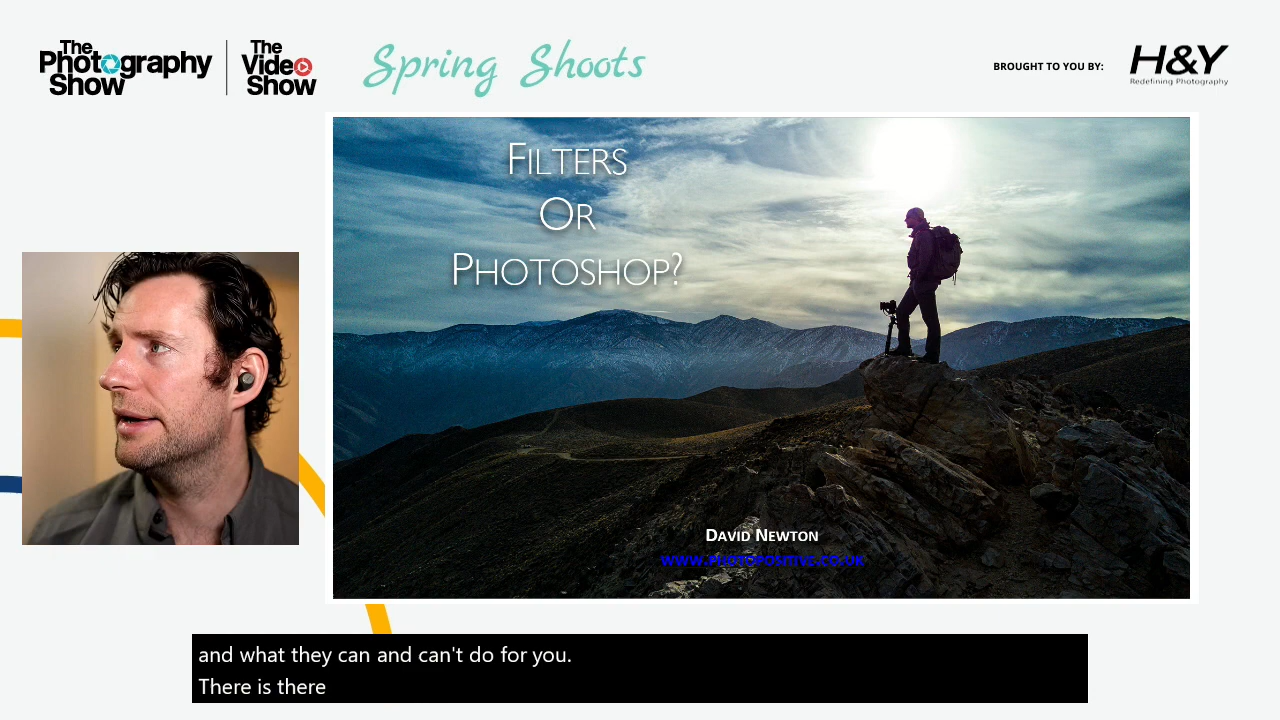 The
Photography
Show
The
Video
Show
Spring Shoots
BROUGHT TO YOU BY:
H&Y
Redefining Photography
FILTERS
OR
PHOTOSHOP?
DAVID NEWTON
WWW.PHOTOPOSITIVE.CO.UK
and what they can and can't do for you.
There is there